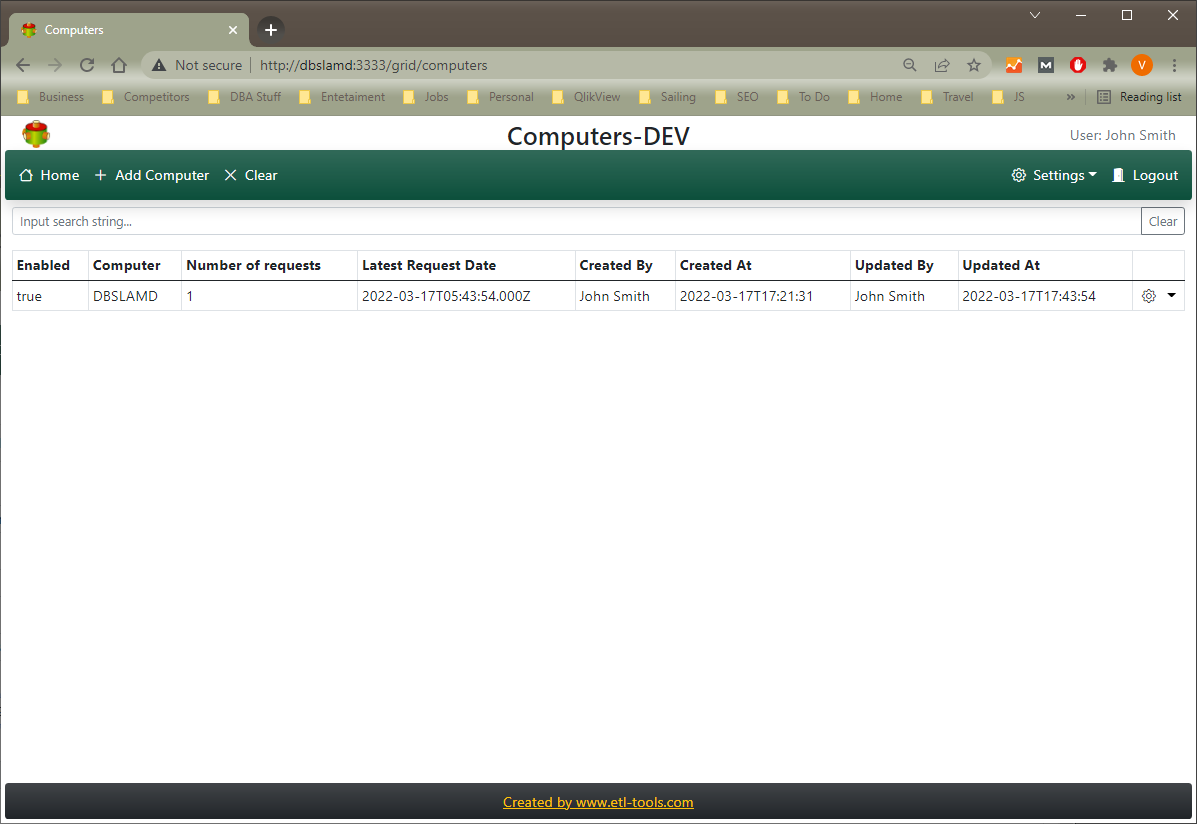 Computers
Not secure http://dbslamd:3333/grid/computers M V
Business Competitors DBA Stuff Entetaiment Jobs Personal QlikView Sailing SEO To Do Home Travel JS » Reading list
Computers-DEV User: John Smith
Home Add Computer Clear Settings Logout
Input search string... Clear
Enabled Computer Number of requests Latest Request Date Created By Created At Updated By Updated At
true DBSLAMD 1 2022-03-17T05:43:54.000Z John Smith 2022-03-17T17:21:31 John Smith 2022-03-17T17:43:54
Created by www.etl-tools.com